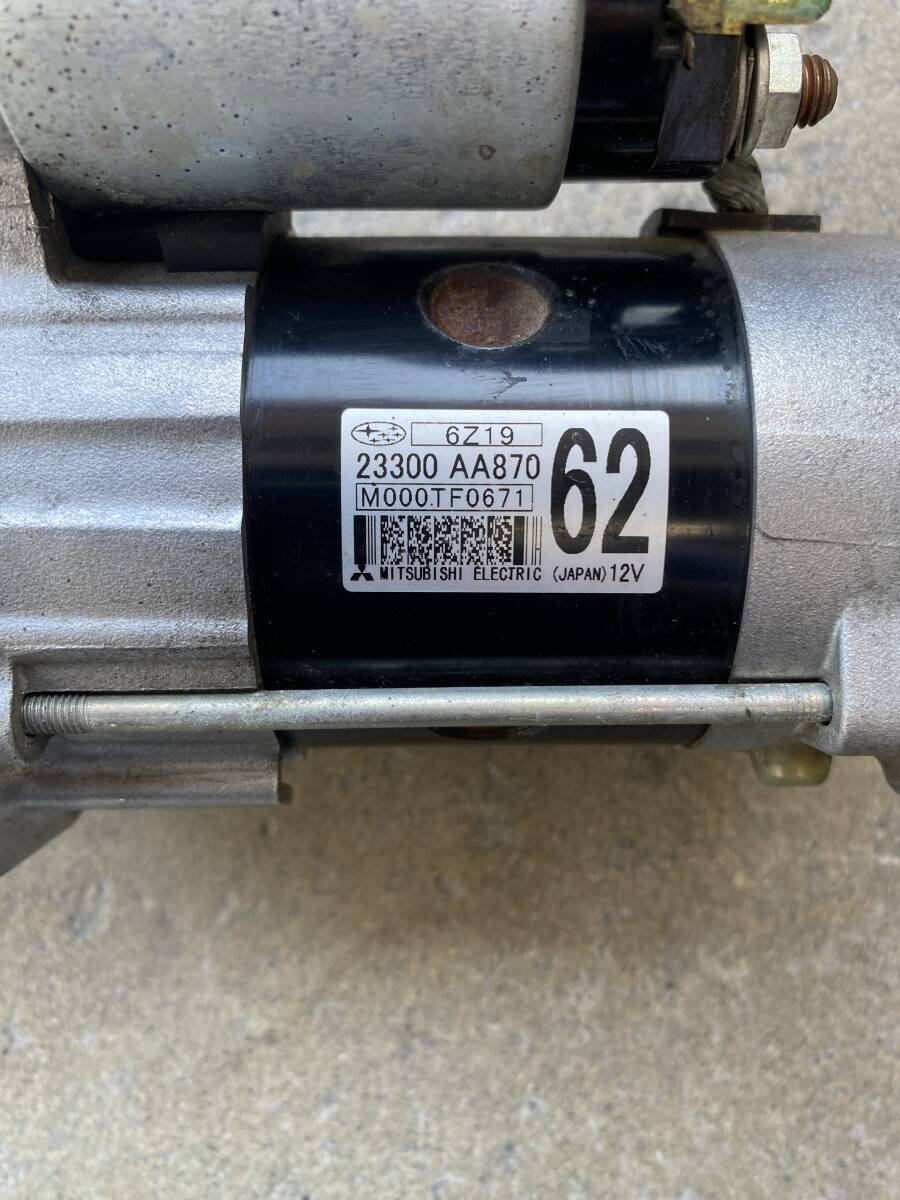 6Z19
23300 AA870
M000TF0671
62
MITSUBISHI ELECTRIC (JAPAN) 12V